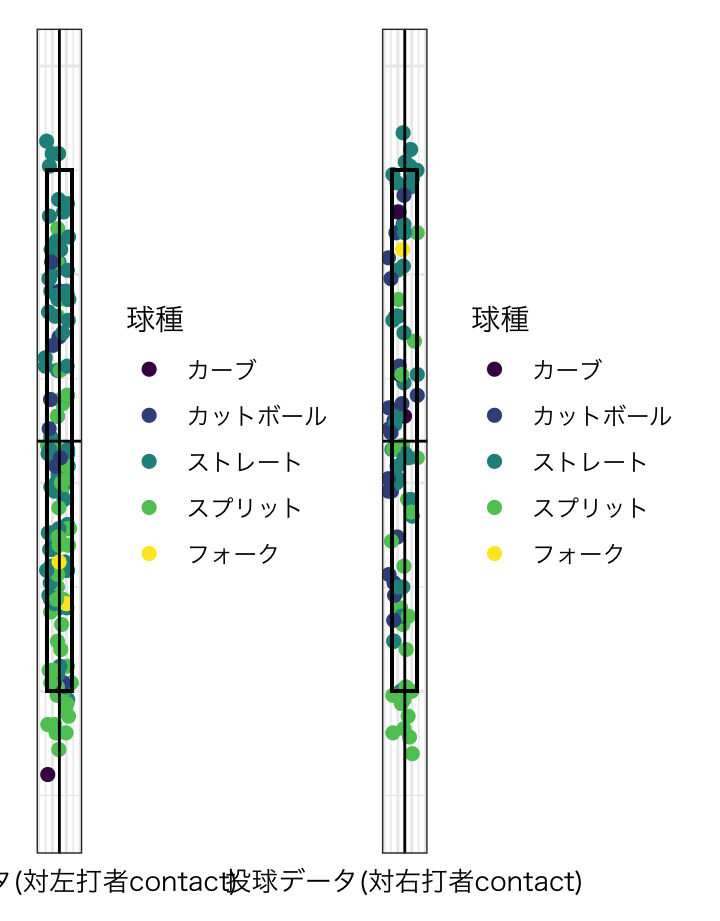 球種
カーブ
カットボール
ストレート
スプリット
フォーク
球種
カーブ
カットボール
ストレート
スプリット
フォーク
タ(対左打者contact)
投球データ(対右打者contact)